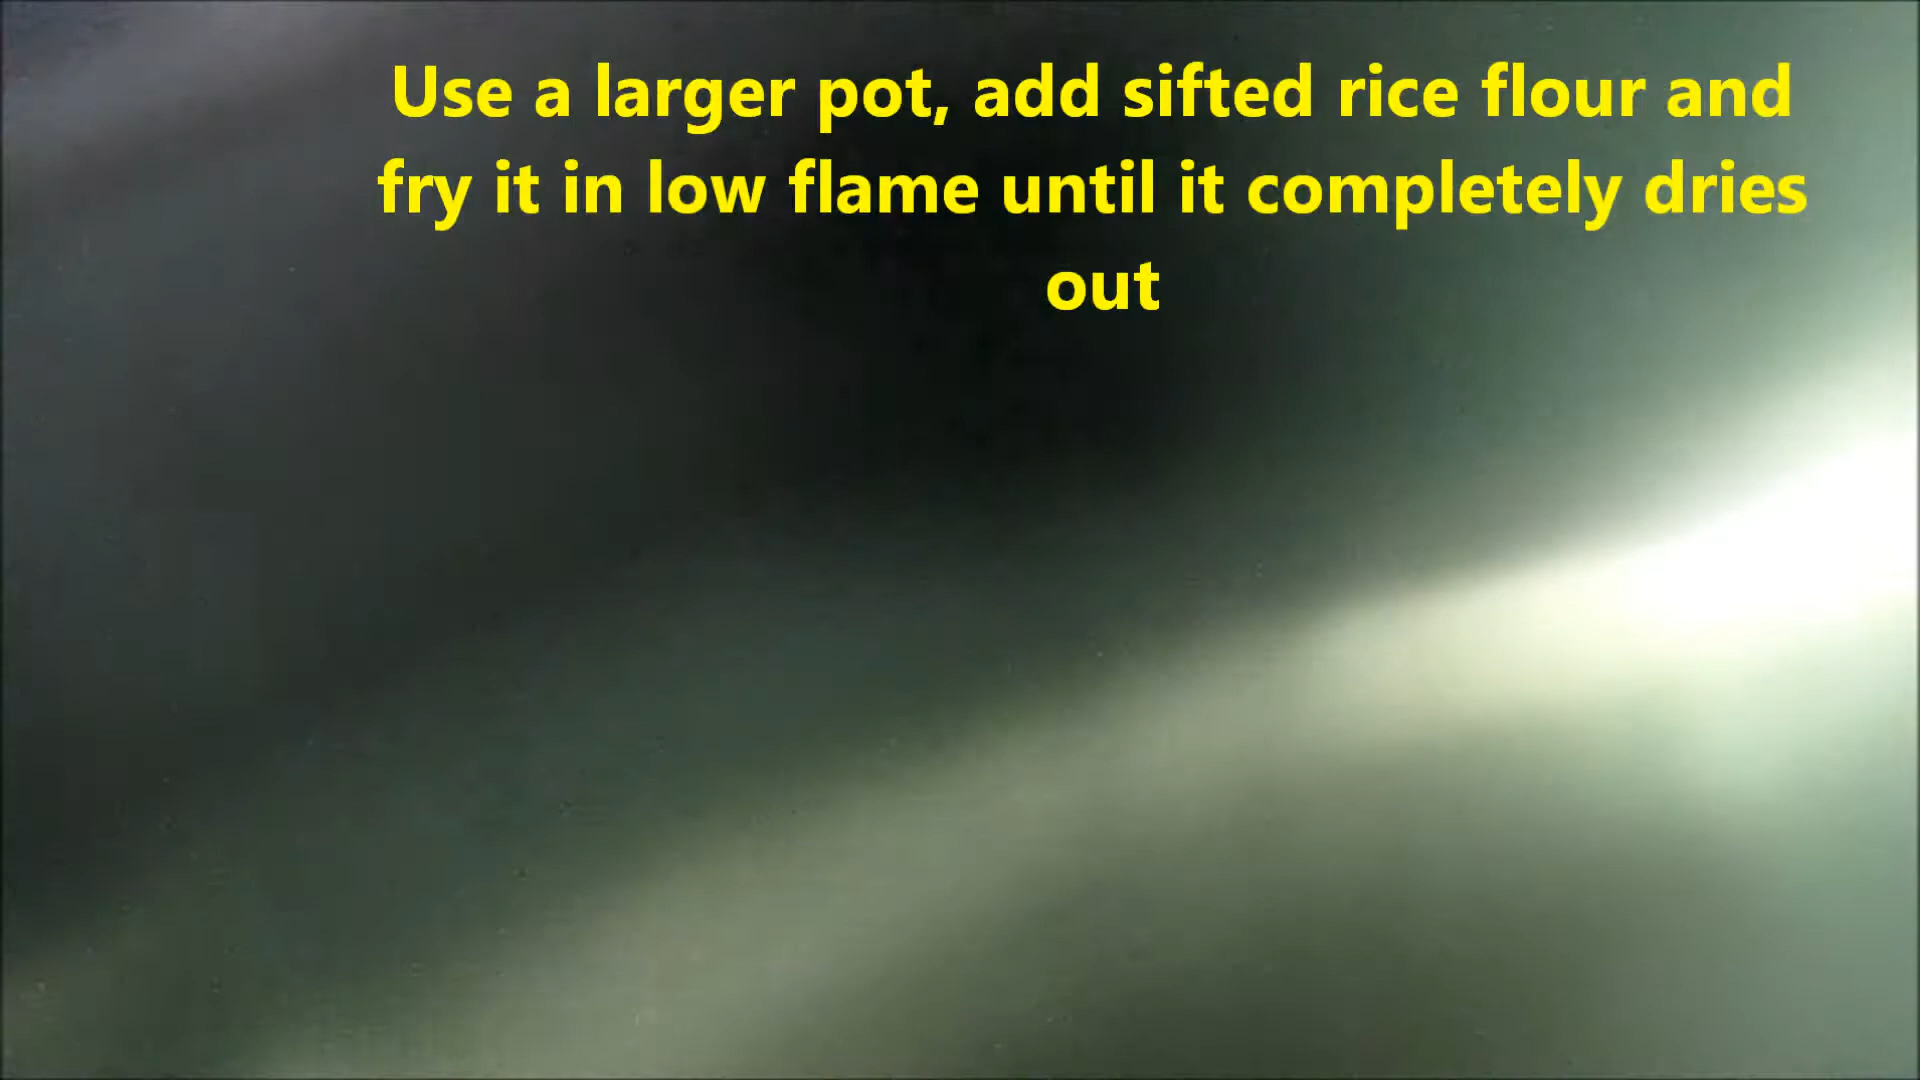 Use a larger pot, add sifted rice flour and
fry it in low flame until it completely dries
out